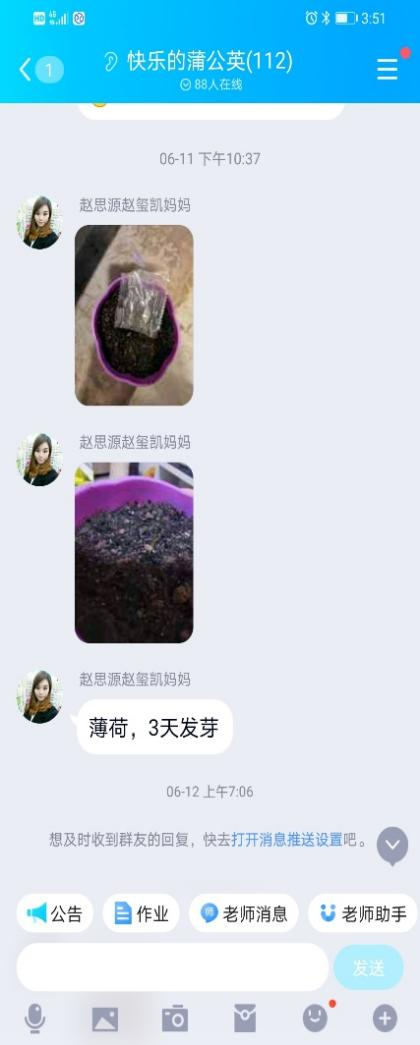 HD 4G 3:51
1 快乐的蒲公英(112)
88人在线
06-11 下午10:37
赵思源赵玺凯妈妈
赵思源赵玺凯妈妈
赵思源赵玺凯妈妈
薄荷，3天发芽
06-12 上午7:06
想及时收到群友的回复，快去打开消息推送设置吧。
公告 作业 老师消息 老师助手
发送